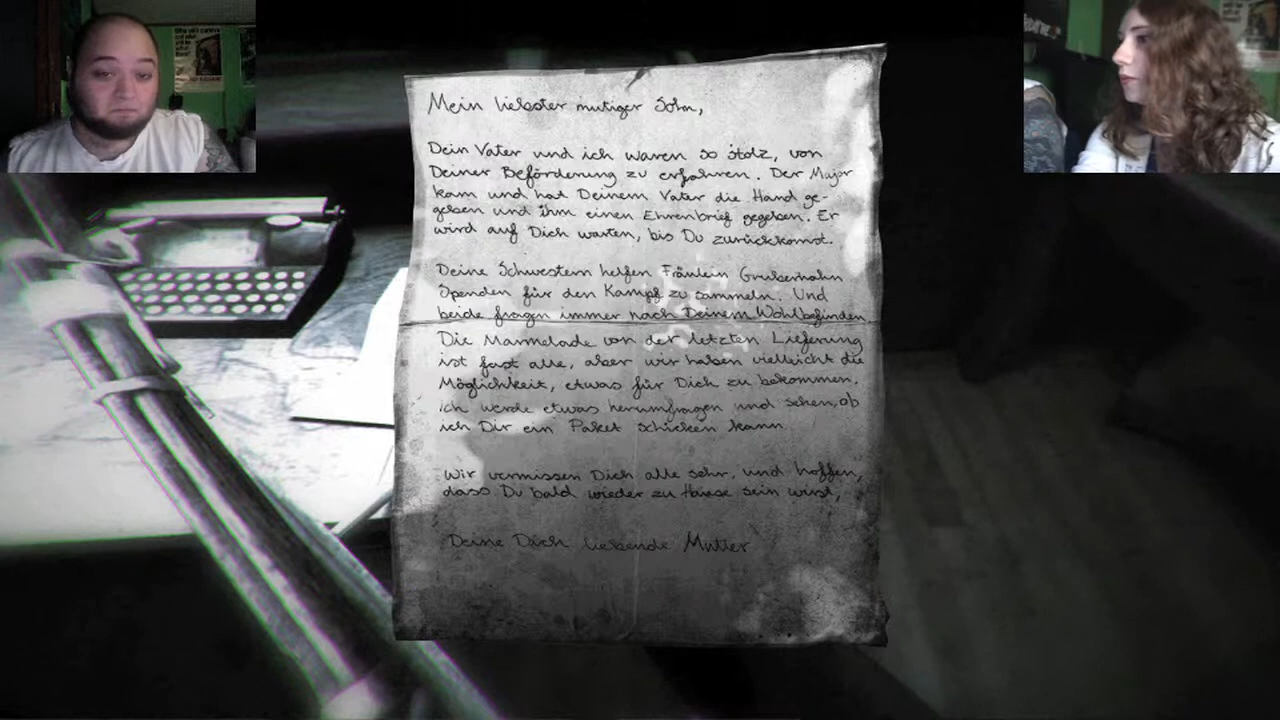 Mein liebster mutiger Sohn,
Dein Vater und ich waren so stolz, von
Deiner Beförderung zu erfahren. Der Major
kam und hat Deinem Vater die Hand ge-
geben und ihm einen Ehrenbrief gegeben. Er
wird auf Dich warten, bis Du zurückkomst.
Deine Schwestern helfen Fräulein Gruberhahn
Spenden für den Kampf zu sammeln. Und
beide fragen immer nach Deinem Wohlbefinden
Die Marmelade von der letzten Lieferung
ist fast alle, aber wir haben vielleicht die
Möglichkeit, etwas für Dich zu bekommen.
ich werde etwas herumfragen und sehen, ob
ich Dir ein Paket schicken kann
Wir vermissen Dich alle sehr, und hoffen,
dass Du bald wieder zu Hause sein wirst,
Deine Dich liebende Mutter